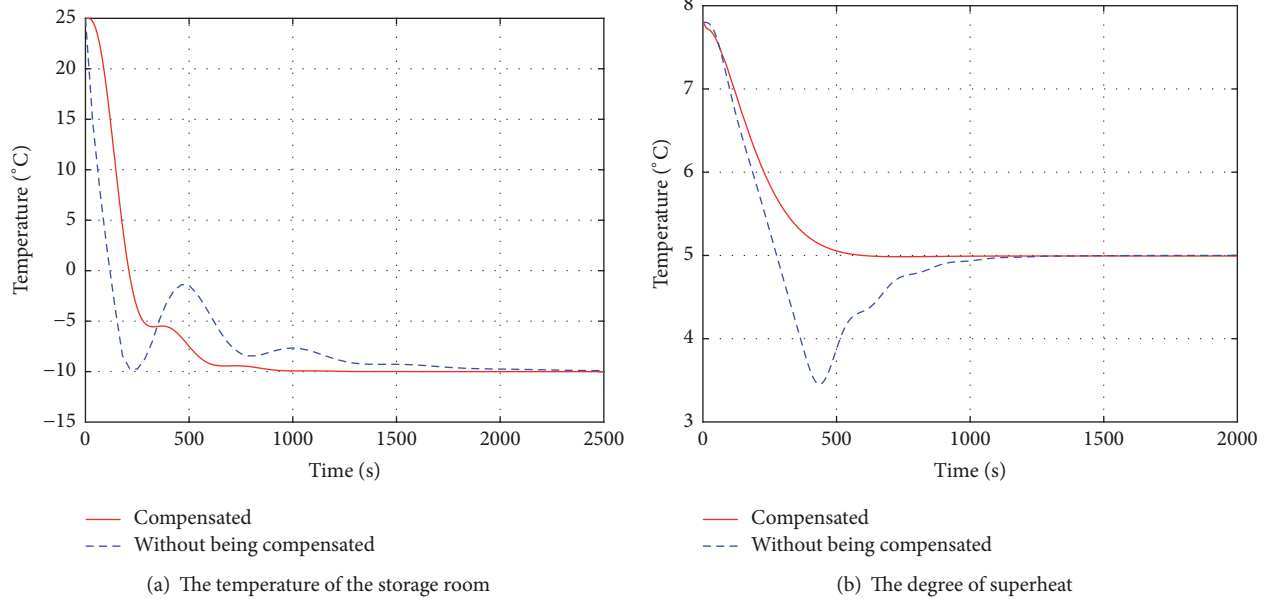 25
20
15
10
25
0
−5
−10
−15
Temperature (°C)
0
500
1000
1500
2000
2500
Time (s)
Compensated
Without being compensated
(a) The temperature of the storage room
8
7
6
5
4
3
Temperature (°C)
0
500
1000
1500
2000
Time (s)
Compensated
Without being compensated
(b) The degree of superheat